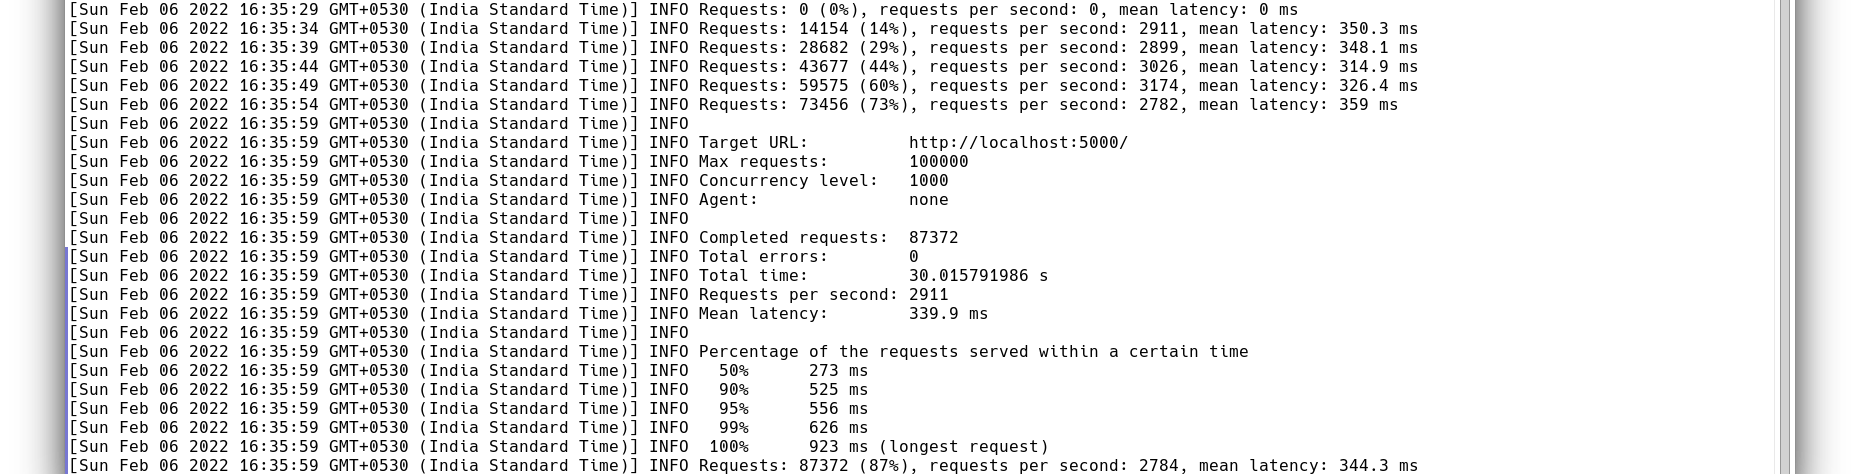 [Sun Feb 06 2022 16:35:29 GMT+0530 (India Standard Time)] INFO Requests: 0 (0%), requests per second: 0, mean latency: 0 ms
[Sun Feb 06 2022 16:35:34 GMT+0530 (India Standard Time)] INFO Requests: 14154 (14%), requests per second: 2911, mean latency: 350.3 ms
[Sun Feb 06 2022 16:35:39 GMT+0530 (India Standard Time)] INFO Requests: 28682 (29%), requests per second: 2899, mean latency: 348.1 ms
[Sun Feb 06 2022 16:35:44 GMT+0530 (India Standard Time)] INFO Requests: 43677 (44%), requests per second: 3026, mean latency: 314.9 ms
[Sun Feb 06 2022 16:35:49 GMT+0530 (India Standard Time)] INFO Requests: 59575 (60%), requests per second: 3174, mean latency: 326.4 ms
[Sun Feb 06 2022 16:35:54 GMT+0530 (India Standard Time)] INFO Requests: 73456 (73%), requests per second: 2782, mean latency: 359 ms
[Sun Feb 06 2022 16:35:59 GMT+0530 (India Standard Time)] INFO
[Sun Feb 06 2022 16:35:59 GMT+0530 (India Standard Time)] INFO Target URL:          http://localhost:5000/
[Sun Feb 06 2022 16:35:59 GMT+0530 (India Standard Time)] INFO Max requests:        100000
[Sun Feb 06 2022 16:35:59 GMT+0530 (India Standard Time)] INFO Concurrency level:   1000
[Sun Feb 06 2022 16:35:59 GMT+0530 (India Standard Time)] INFO Agent:               none
[Sun Feb 06 2022 16:35:59 GMT+0530 (India Standard Time)] INFO
[Sun Feb 06 2022 16:35:59 GMT+0530 (India Standard Time)] INFO Completed requests:  87372
[Sun Feb 06 2022 16:35:59 GMT+0530 (India Standard Time)] INFO Total errors:        0
[Sun Feb 06 2022 16:35:59 GMT+0530 (India Standard Time)] INFO Total time:          30.015791986 s
[Sun Feb 06 2022 16:35:59 GMT+0530 (India Standard Time)] INFO Requests per second: 2911
[Sun Feb 06 2022 16:35:59 GMT+0530 (India Standard Time)] INFO Mean latency:        339.9 ms
[Sun Feb 06 2022 16:35:59 GMT+0530 (India Standard Time)] INFO
[Sun Feb 06 2022 16:35:59 GMT+0530 (India Standard Time)] INFO Percentage of the requests served within a certain time
[Sun Feb 06 2022 16:35:59 GMT+0530 (India Standard Time)] INFO   50%      273 ms
[Sun Feb 06 2022 16:35:59 GMT+0530 (India Standard Time)] INFO   90%      525 ms
[Sun Feb 06 2022 16:35:59 GMT+0530 (India Standard Time)] INFO   95%      556 ms
[Sun Feb 06 2022 16:35:59 GMT+0530 (India Standard Time)] INFO   99%      626 ms
[Sun Feb 06 2022 16:35:59 GMT+0530 (India Standard Time)] INFO  100%      923 ms (longest request)
[Sun Feb 06 2022 16:35:59 GMT+0530 (India Standard Time)] INFO Requests: 87372 (87%), requests per second: 2784, mean latency: 344.3 ms